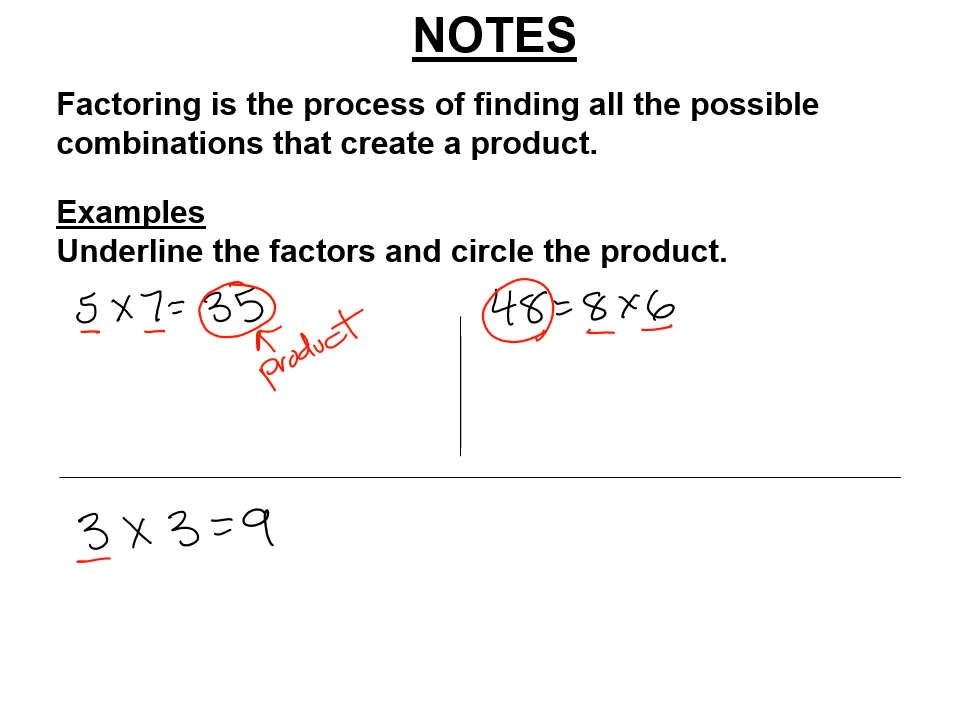 NOTES
Factoring is the process of finding all the possible
combinations that create a product.
Examples
Underline the factors and circle the product.
5 x 7 = 35
product
48 = 8 x 6
3 x 3 = 9